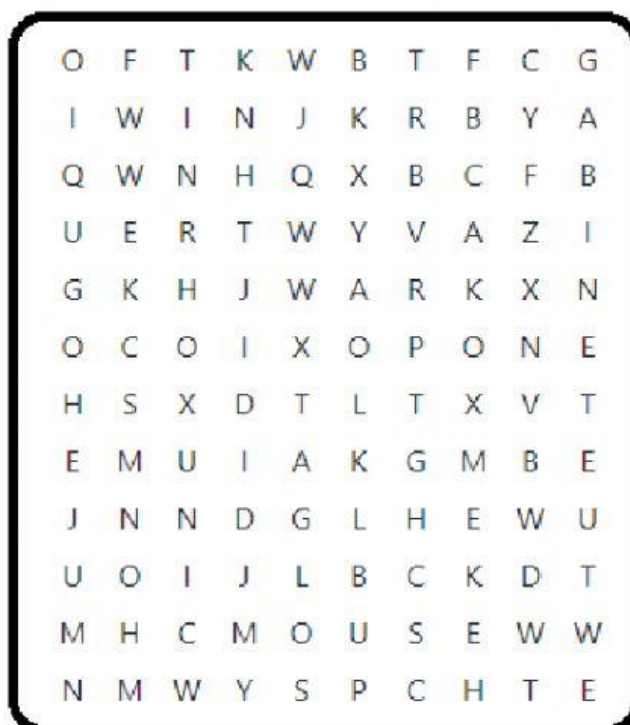 O F T K W B T F C G
I W I N J K R B Y A
Q W N H Q X B C F B
U E R T W Y V A Z I
G K H J W A R K X N
O C O I X O P O N E
H S X D T L T X V T
E M U I A K G M B E
J N N D G L H E W U
U O I J L B C K D T
M H C M O U S E W W
N M W Y S P C H T E